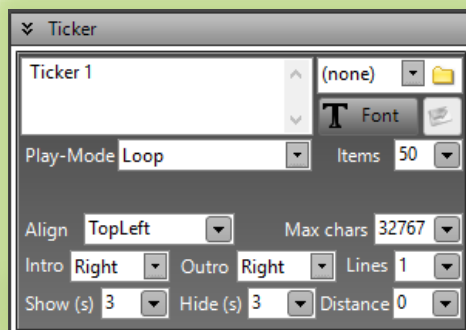 Ticker
Ticker 1
(none)
T Font
Play-Mode Loop Items 50
Align TopLeft Max chars 32767
Intro Right Outro Right Lines 1
Show (s) 3 Hide (s) 3 Distance 0